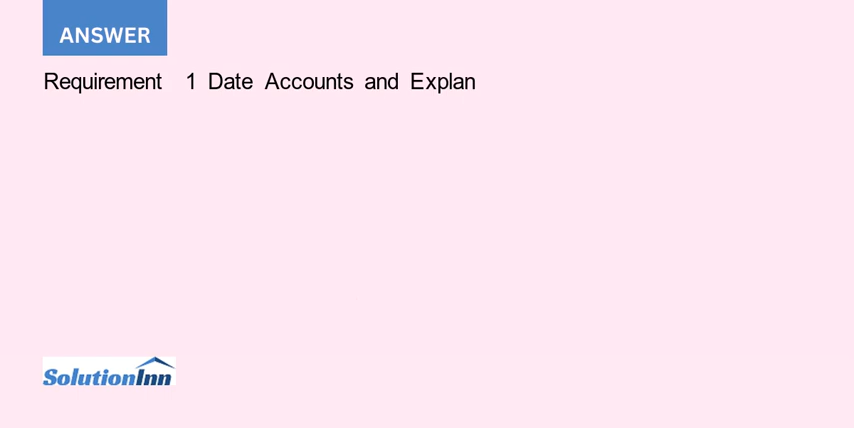 ANSWER
Requirement 1 Date Accounts and Explan
SolutionInn